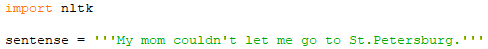 import nltk
sentense = '''My mom couldn't let me go to St.Petersburg.'''